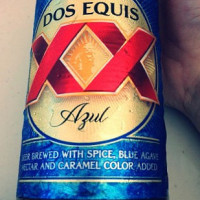 DOS EQUIS
XX
Azul
BEER BREWED WITH SPICE, BLUE AGAVE
NECTAR AND CARAMEL COLOR ADDED